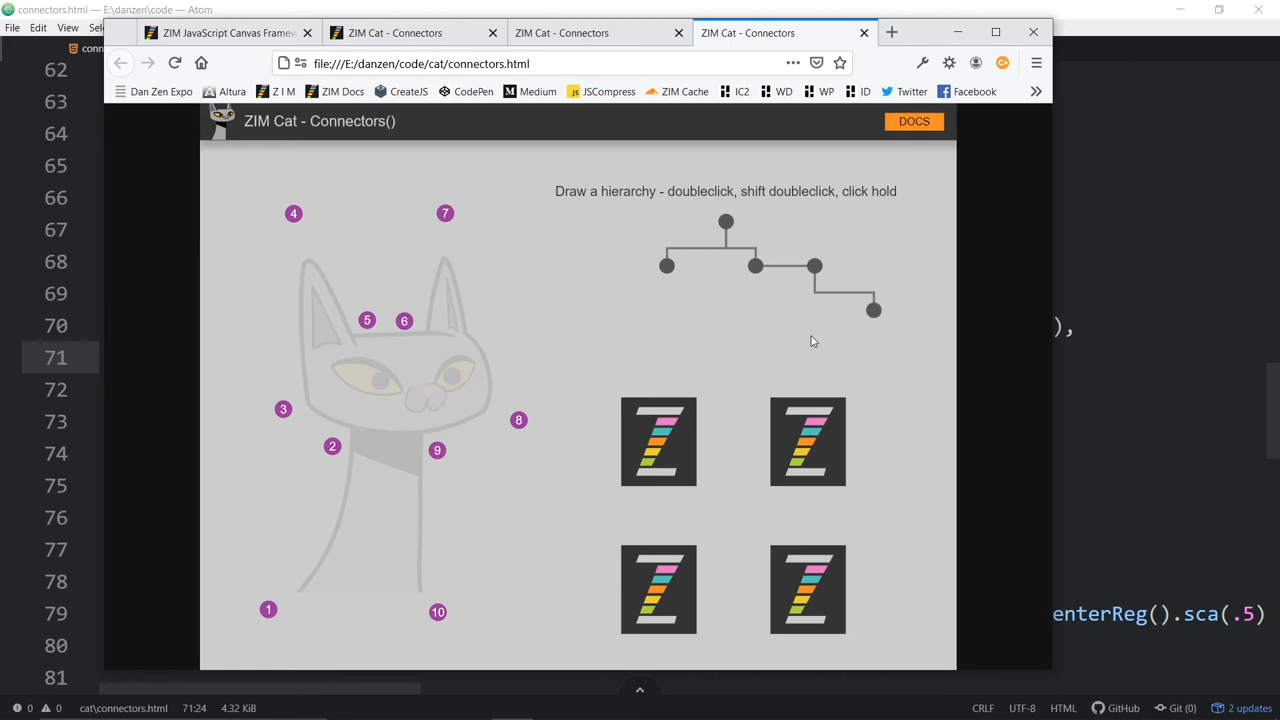 connectors.html — E:\danzen\code — Atom
File Edit View Sel
conn
ZIM JavaScript Canvas Framew
ZIM Cat - Connectors
ZIM Cat - Connectors
ZIM Cat - Connectors
file:///E:/danzen/code/cat/connectors.html
Dan Zen Expo Altura Z I M ZIM Docs CreateJS CodePen Medium JSCompress ZIM Cache IC2 WD WP ID Twitter Facebook
ZIM Cat - Connectors()
DOCS
Draw a hierarchy - doubleclick, shift doubleclick, click hold
4
7
5
6
3
8
2
9
1
10
62
63
64
65
66
67
68
69
70
),
71
72
73
74
75
76
77
78
79
enterReg().sca(.5)
80
81
0 0 cat\connectors.html 71:24 4.32 KiB
CRLF UTF-8 HTML GitHub Git (0) 2 updates